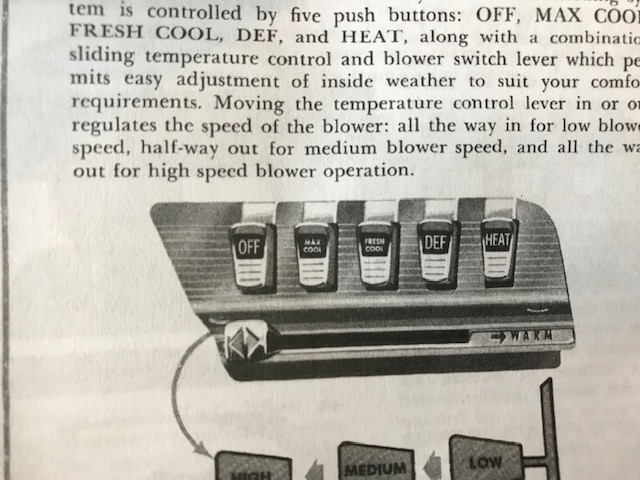 tem is controlled by five push buttons: OFF, MAX COOL
FRESH COOL, DEF, and HEAT, along with a combinatio
sliding temperature control and blower switch lever which pe
mits easy adjustment of inside weather to suit your comfo
requirements. Moving the temperature control lever in or ou
regulates the speed of the blower: all the way in for low blowe
speed, half-way out for medium blower speed, and all the wa
out for high speed blower operation.
OFF
MAX
COOL
FRESH
COOL
DEF
HEAT
WARM
HIGH
MEDIUM
LOW